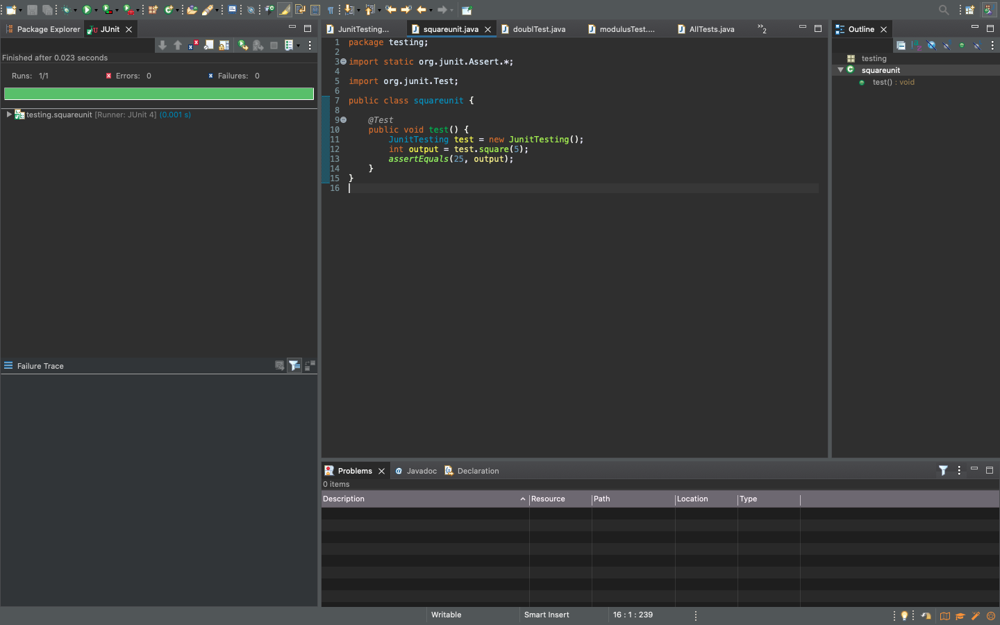 Package Explorer
JUnit
Finished after 0.023 seconds
Runs: 1/1
Errors: 0
Failures: 0
testing.squareunit [Runner: JUnit 4] (0.001 s)
Failure Trace
JunitTesting...
squareunit.java
doublTest.java
modulusTest....
AllTests.java
»2
1 package testing;
2
3 import static org.junit.Assert.*;
4
5 import org.junit.Test;
6
7 public class squareunit {
8
9     @Test
10     public void test() {
11         JunitTesting test = new JunitTesting();
12         int output = test.square(5);
13         assertEquals(25, output);
14     }
15 }
16
Outline
testing
squareunit
test() : void
Problems
Javadoc
Declaration
0 items
Description Resource Path Location Type
Writable
Smart Insert
16 : 1 : 239